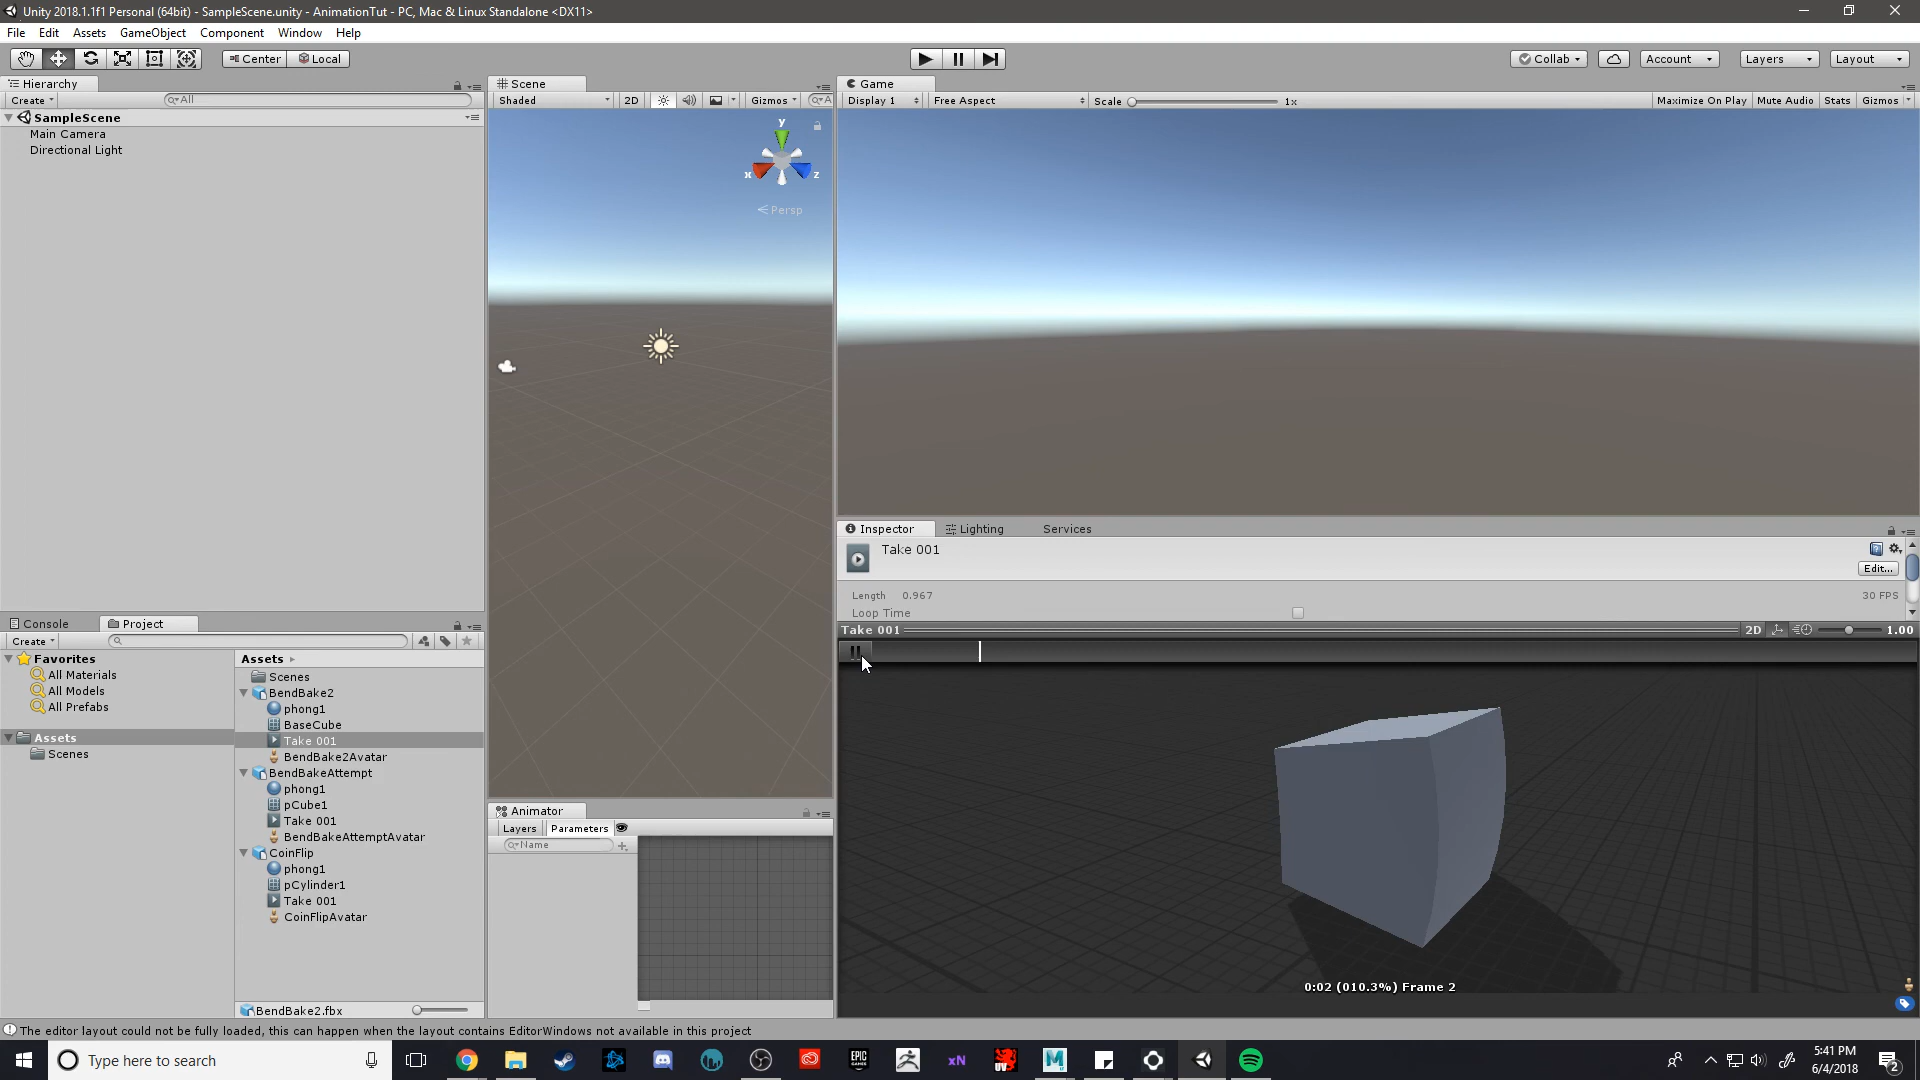 Unity 2018.1.1f1 Personal (64bit) - SampleScene.unity - AnimationTut - PC, Mac & Linux Standalone <DX11>
File Edit Assets GameObject Component Window Help
Center Local Collab Account Layers Layout
Hierarchy
Create All
SampleScene
Main Camera
Directional Light
Scene
Shaded 2D Gizmos
y
x z
Persp
Game
Display 1 Free Aspect Scale 1x Maximize On Play Mute Audio Stats Gizmos
Inspector Lighting Services
Take 001
Edit...
Length 0.967 30 FPS
Loop Time
Take 001 2D 1.00
0:02 (010.3%) Frame 2
Console Project
Create
Favorites
All Materials
All Models
All Prefabs
Assets
Scenes
Assets
Scenes
BendBake2
phong1
BaseCube
Take 001
BendBake2Avatar
BendBakeAttempt
phong1
pCube1
Take 001
BendBakeAttemptAvatar
CoinFlip
phong1
pCylinder1
Take 001
CoinFlipAvatar
BendBake2.fbx
Animator
Layers Parameters
Name
The editor layout could not be fully loaded, this can happen when the layout contains EditorWindows not available in this project
Type here to search
EPIC GAMES
xN
UV
M
5:41 PM
6/4/2018
2